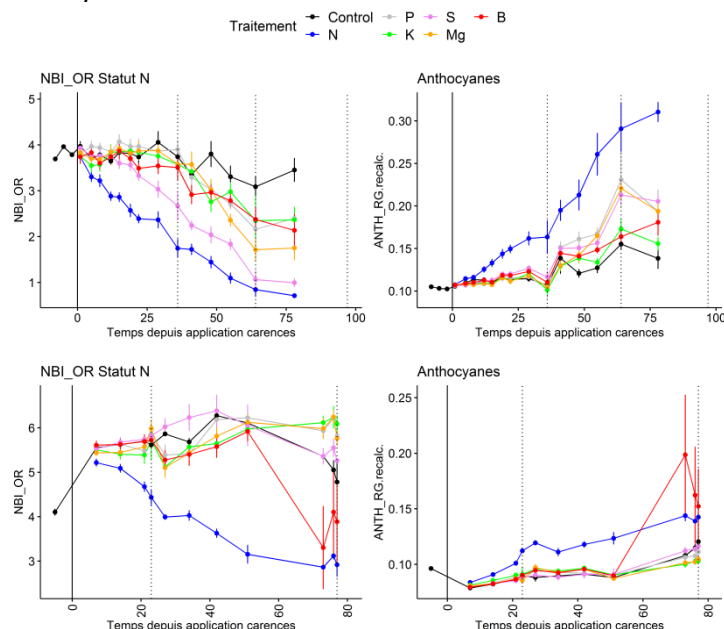 Traitement Control P S B
N K Mg
NBI_OR Statut N
NBI_OR
5
4
3
2
1
0 25 50 75 100
Temps depuis application carences
Anthocyanes
ANTH_RG.recalc.
0.30
0.25
0.20
0.15
0.10
0 25 50 75 100
Temps depuis application carences
NBI_OR Statut N
NBI_OR
6
5
4
3
0 20 40 60 80
Temps depuis application carences
Anthocyanes
ANTH_RG.recalc.
0.25
0.20
0.15
0.10
0 20 40 60 80
Temps depuis application carences